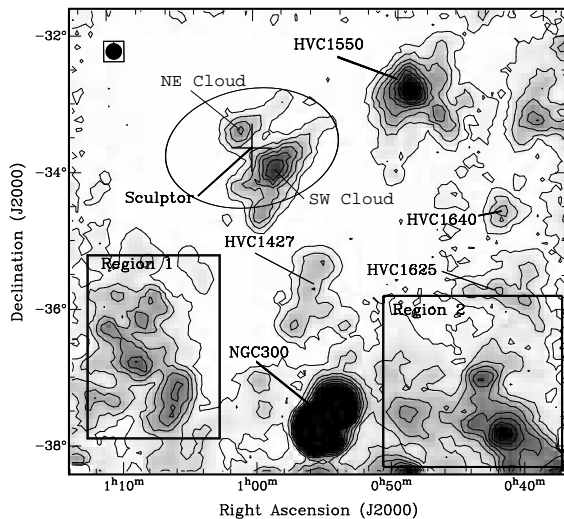 −32°
HVC1550
NE Cloud
−34°
Sculptor
SW Cloud
HVC1640
HVC1427
Region 1
HVC1625
−36°
Region 2
NGC300
−38°
1ʰ10ᵐ
1ʰ00ᵐ
0ʰ50ᵐ
0ʰ40ᵐ
Declination (J2000)
Right Ascension (J2000)